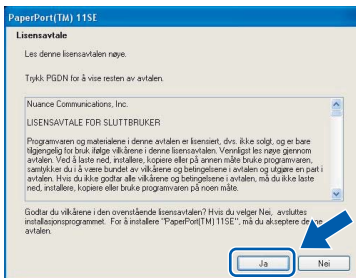 PaperPort(TM) 11SE
Lisensavtale
Les denne lisensavtalen nøye.
Trykk PGDN for å vise resten av avtalen.
Nuance Communications, Inc.
LISENSAVTALE FOR SLUTTBRUKER
Programvaren og materialene i denne avtalen er lisensiert, dvs. ikke solgt, og er bare
tilgjengelig for bruk ifølge vilkårene i denne lisensavtalen. Vennligst les nøye gjennom
avtalen. Ved å laste ned, installere, kopiere eller på annen måte bruke programvaren,
samtykker du i å være bundet av vilkårene og betingelsene i avtalen og utgjøre en part i
avtalen. Hvis du ikke godtar alle vilkårene og betingelsene i avtalen, må du ikke laste
ned, installere, kopiere eller bruke programvaren på noen måte.
Godtar du vilkårene i den ovenstående lisensavtalen? Hvis du velger Nei, avsluttes
installasjonsprogrammet. For å installere "PaperPort(TM) 11SE", må du akseptere denne
avtalen.
Ja
Nei